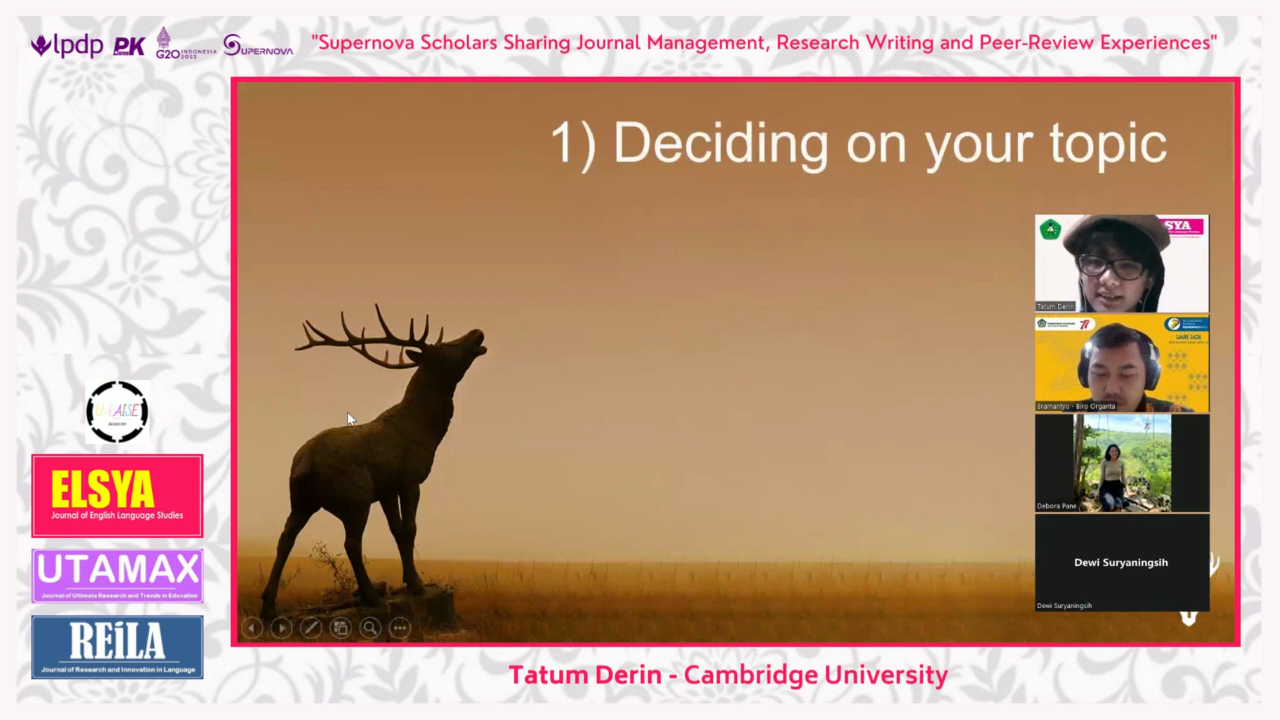 lpdp PK G20 INDONESIA 2022 SUPERNOVA "Supernova Scholars Sharing Journal Management, Research Writing and Peer-Review Experiences"
1) Deciding on your topic
SYA
Tatum Derin
Bramantyo - Biro Organta
Debora Pane
Dewi Suryaningsih
Dewi Suryaningsih
U-RAISE
ACADEMY
ELSYA
Journal of English Language Studies
UTAMAX
Journal of Ultimate Research and Trends in Education
REiLA
Journal of Research and Innovation in Language
Tatum Derin - Cambridge University